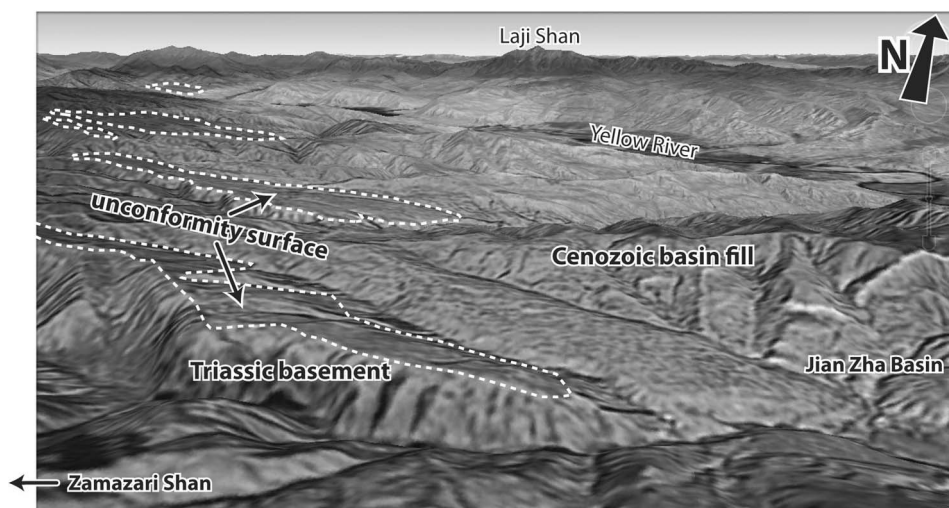 Laji Shan
N
Yellow River
unconformity surface
Cenozoic basin fill
Triassic basement
Jian Zha Basin
Zamazari Shan